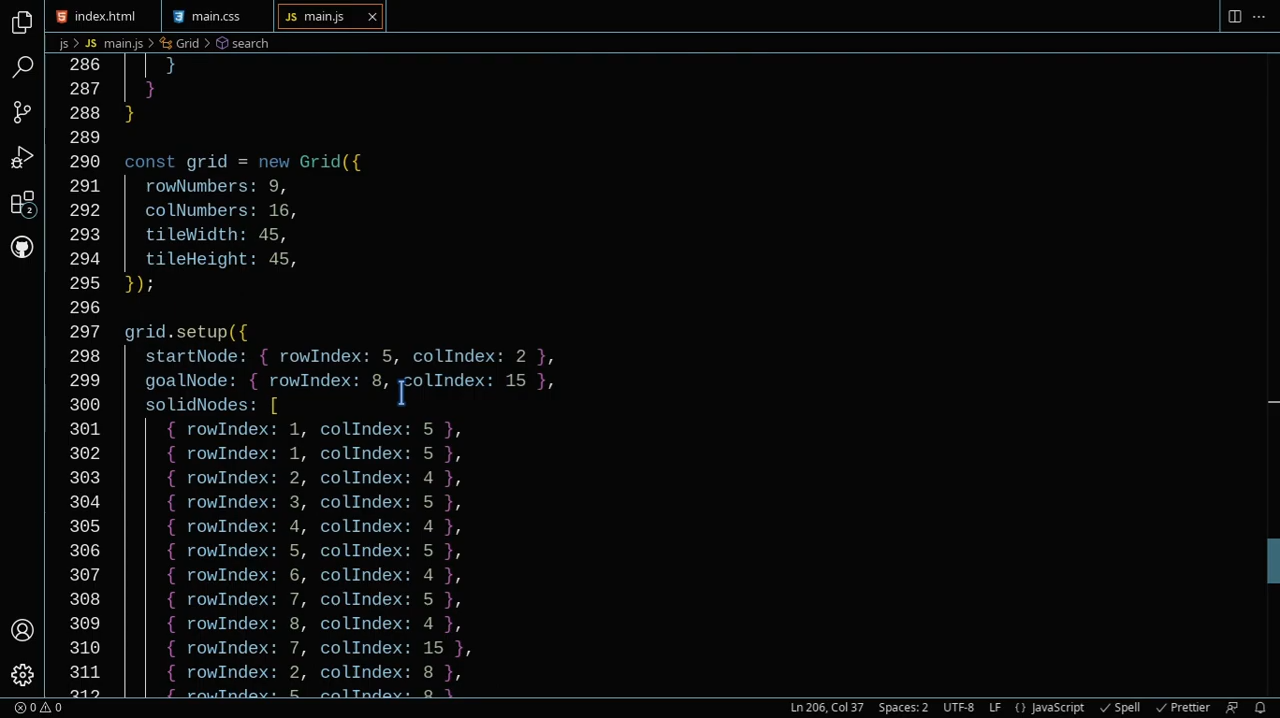 index.html
main.css
JS main.js
js > JS main.js > Grid > search
286 }
287 }
288 }
289
290 const grid = new Grid({
291 rowNumbers: 9,
292 colNumbers: 16,
293 tileWidth: 45,
294 tileHeight: 45,
295 });
296
297 grid.setup({
298 startNode: { rowIndex: 5, colIndex: 2 },
299 goalNode: { rowIndex: 8, colIndex: 15 },
300 solidNodes: [
301 { rowIndex: 1, colIndex: 5 },
302 { rowIndex: 1, colIndex: 5 },
303 { rowIndex: 2, colIndex: 4 },
304 { rowIndex: 3, colIndex: 5 },
305 { rowIndex: 4, colIndex: 4 },
306 { rowIndex: 5, colIndex: 5 },
307 { rowIndex: 6, colIndex: 4 },
308 { rowIndex: 7, colIndex: 5 },
309 { rowIndex: 8, colIndex: 4 },
310 { rowIndex: 7, colIndex: 15 },
311 { rowIndex: 2, colIndex: 8 },
312 { rowIndex: 5, colIndex: 8 },
2
0 0 Ln 206, Col 37 Spaces: 2 UTF-8 LF {} JavaScript Spell Prettier